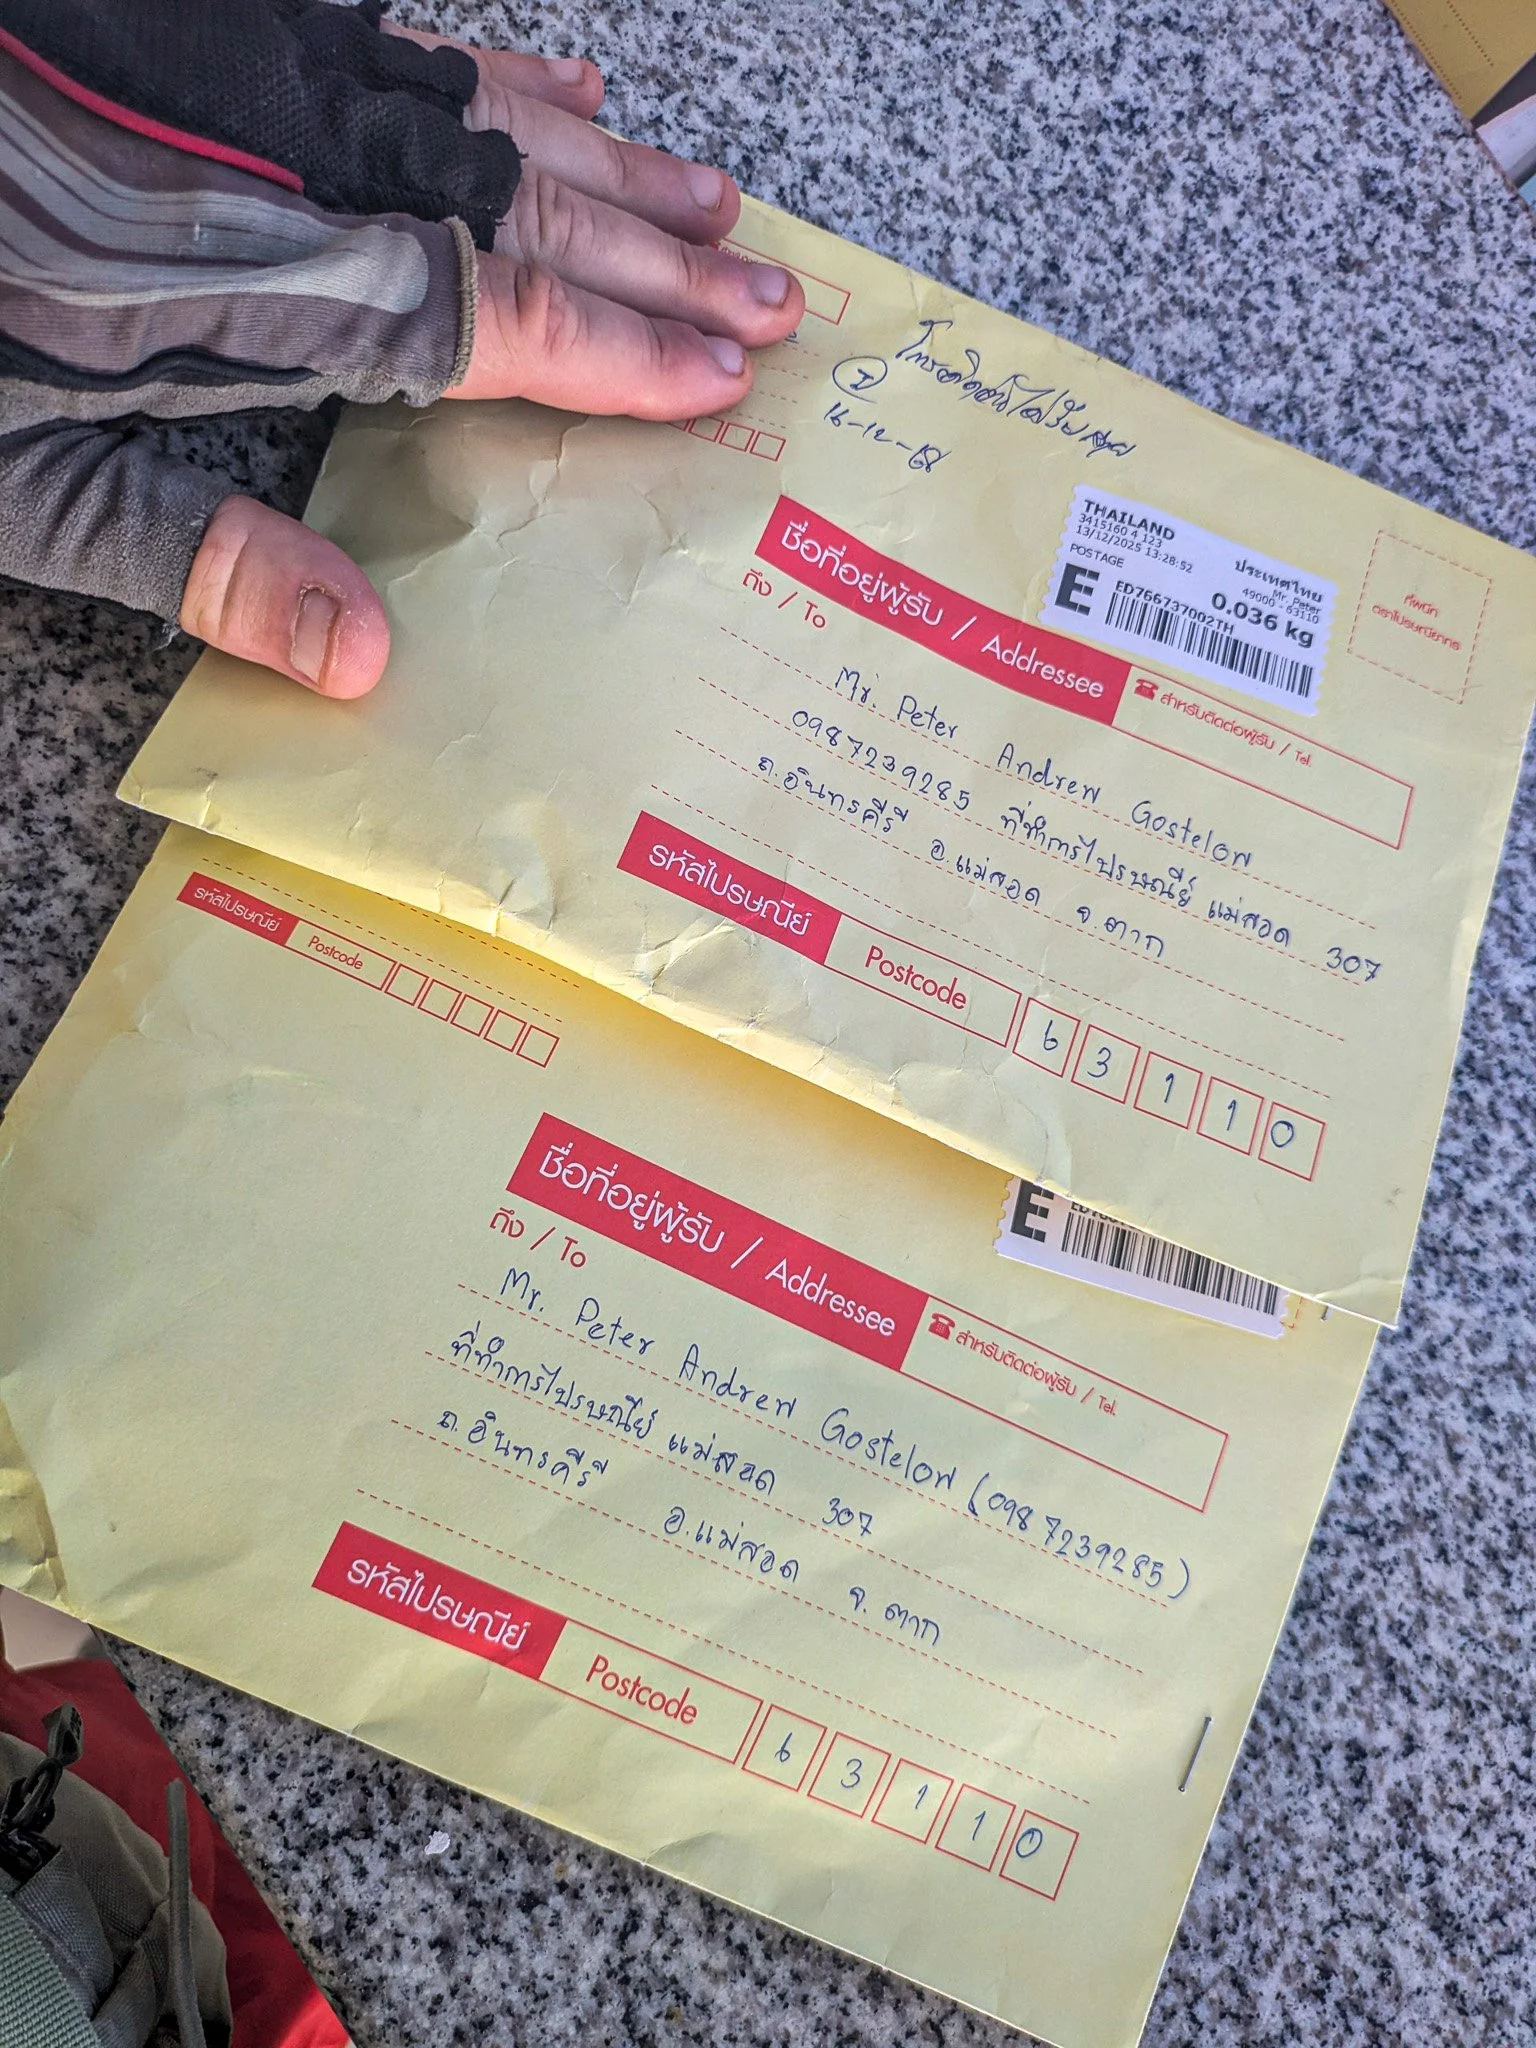 16-12-68
THAILAND
3415160 4 123
13/12/2025 13:28:52
ประเทศไทย
Mr. Peter
49000 - 63110
POSTAGE
0.036 kg
E
ED766737002TH
ชื่อที่อยู่ผู้รับ / Addressee
สำหรับติดต่อผู้รับ / Tel.
ถึง / To
Mr. Peter Andrew Gostelow
0987239285 ที่ทำการไปรษณีย์ แม่สอด 307
ถ.อินทรคีรี อ.แม่สอด จ.ตาก
รหัสไปรษณีย์ Postcode 63110
รหัสไปรษณีย์ Postcode
E
ชื่อที่อยู่ผู้รับ / Addressee
สำหรับติดต่อผู้รับ / Tel.
ถึง / To
Mr. Peter Andrew Gostelow (0987239285)
ที่ทำการไปรษณีย์ แม่สอด 307
ถ.อินทรคีรี อ.แม่สอด จ.ตาก
รหัสไปรษณีย์ Postcode 63110